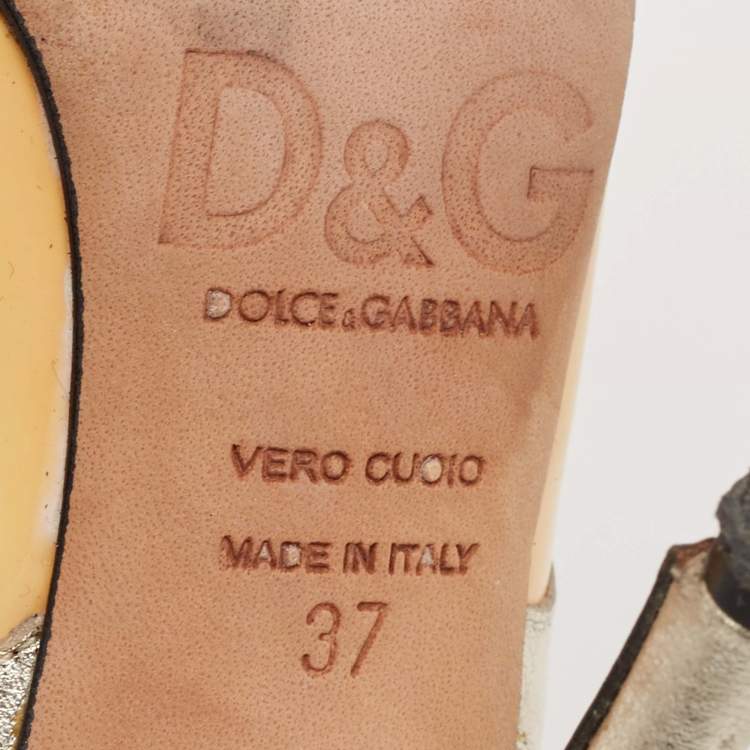 D&G
DOLCE&GABBANA
VERO CUOIO
MADE IN ITALY
37